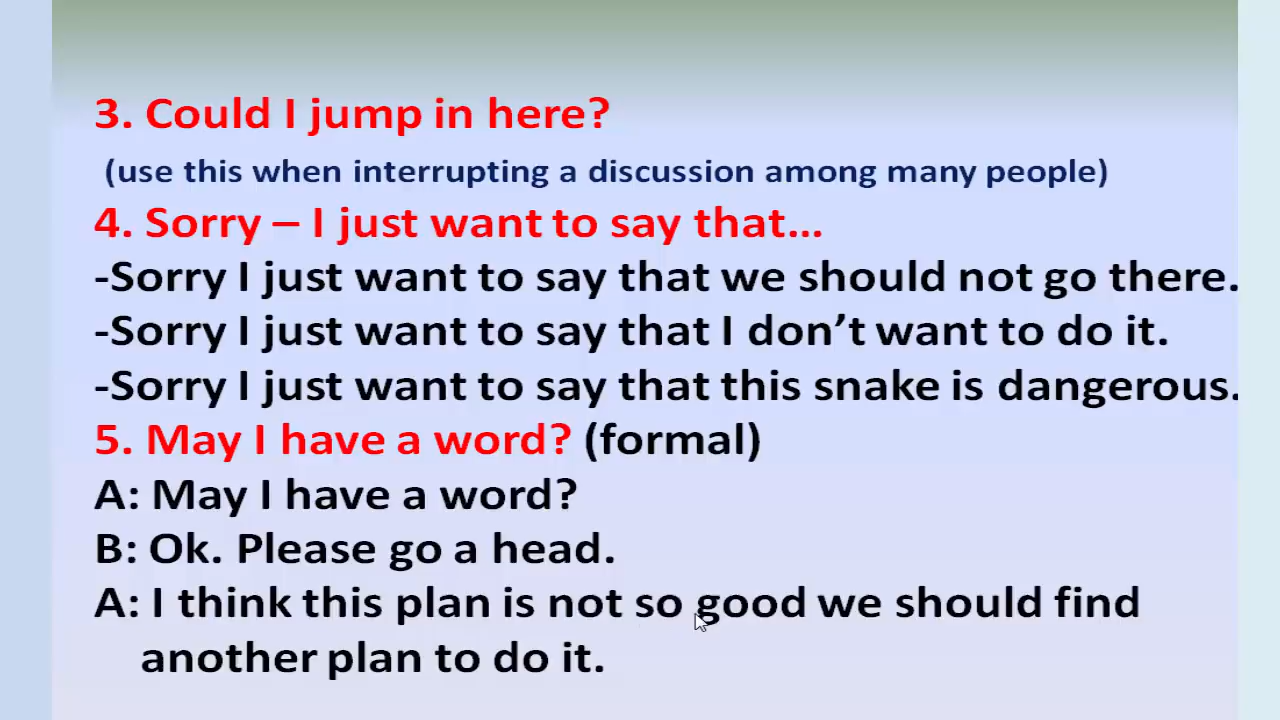 3. Could I jump in here?
(use this when interrupting a discussion among many people)
4. Sorry – I just want to say that…
-Sorry I just want to say that we should not go there.
-Sorry I just want to say that I don’t want to do it.
-Sorry I just want to say that this snake is dangerous.
5. May I have a word? (formal)
A: May I have a word?
B: Ok. Please go a head.
A: I think this plan is not so good we should find
another plan to do it.